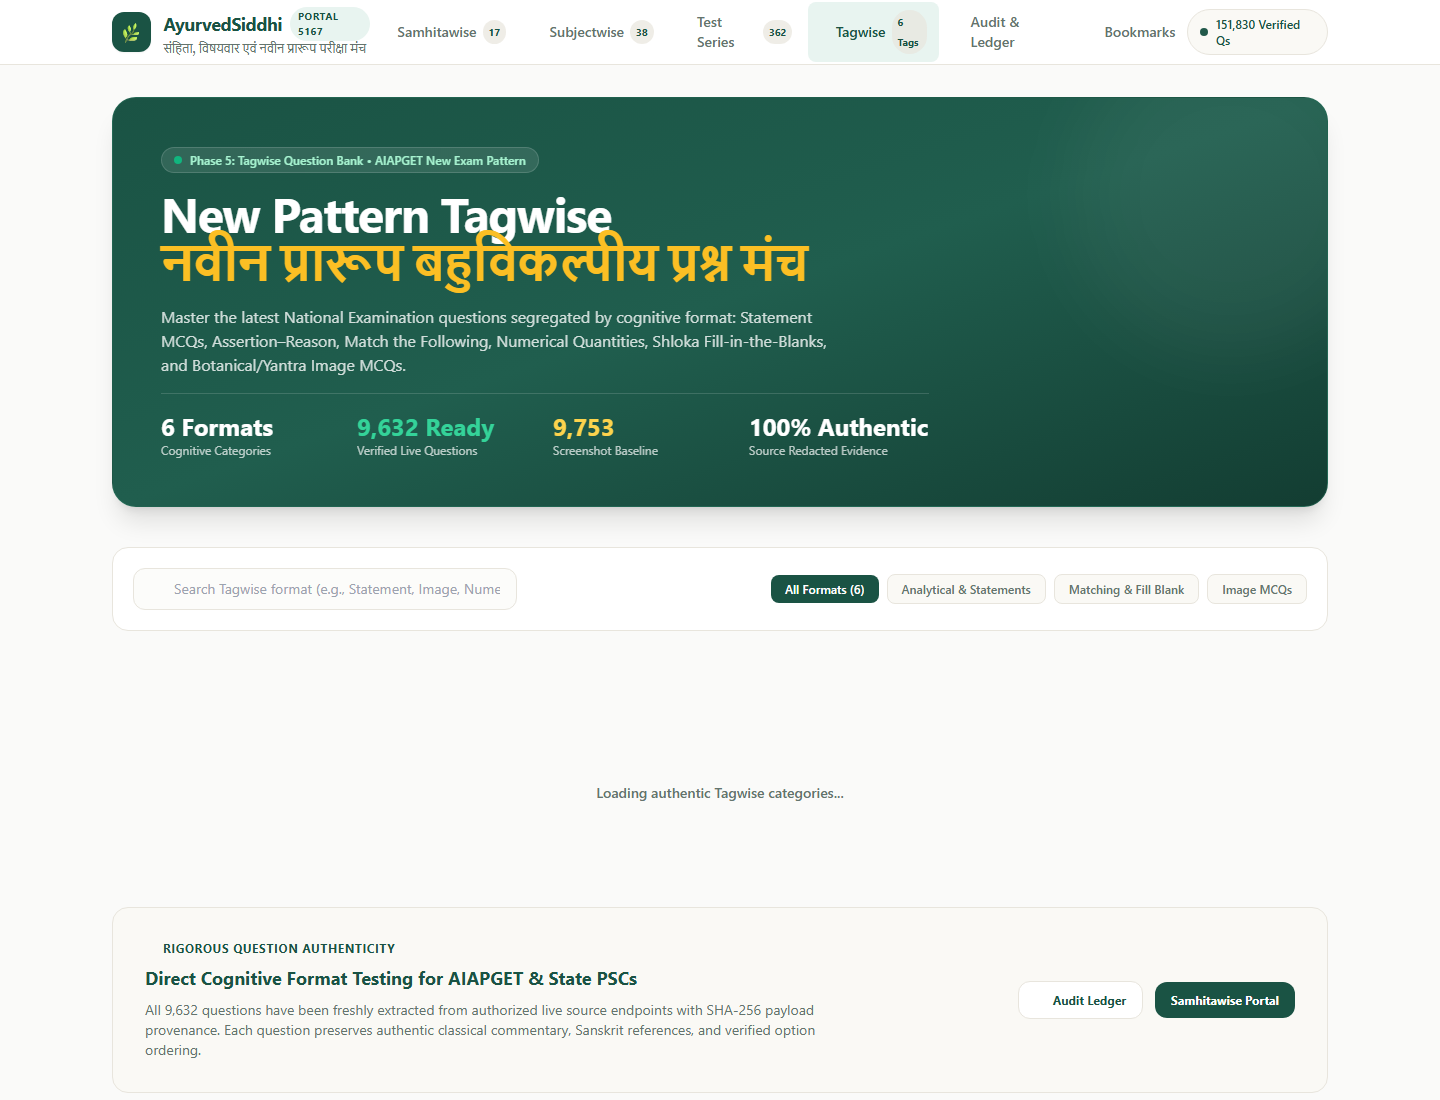 AyurvedSiddhi
PORTAL
5167
संहिता, विषयवार एवं नवीन प्रारूप परीक्षा मंच
Samhitawise 17
Subjectwise 38
Test
Series
362
Tagwise
6
Tags
Audit &
Ledger
Bookmarks
151,830 Verified
Qs
Phase 5: Tagwise Question Bank • AIAPGET New Exam Pattern
New Pattern Tagwise
नवीन प्रारूप बहुविकल्पीय प्रश्न मंच
Master the latest National Examination questions segregated by cognitive format: Statement
MCQs, Assertion–Reason, Match the Following, Numerical Quantities, Shloka Fill-in-the-Blanks,
and Botanical/Yantra Image MCQs.
6 Formats
Cognitive Categories
9,632 Ready
Verified Live Questions
9,753
Screenshot Baseline
100% Authentic
Source Redacted Evidence
Search Tagwise format (e.g., Statement, Image, Nume
All Formats (6)
Analytical & Statements
Matching & Fill Blank
Image MCQs
Loading authentic Tagwise categories...
RIGOROUS QUESTION AUTHENTICITY
Direct Cognitive Format Testing for AIAPGET & State PSCs
All 9,632 questions have been freshly extracted from authorized live source endpoints with SHA-256 payload
provenance. Each question preserves authentic classical commentary, Sanskrit references, and verified option
ordering.
Audit Ledger
Samhitawise Portal